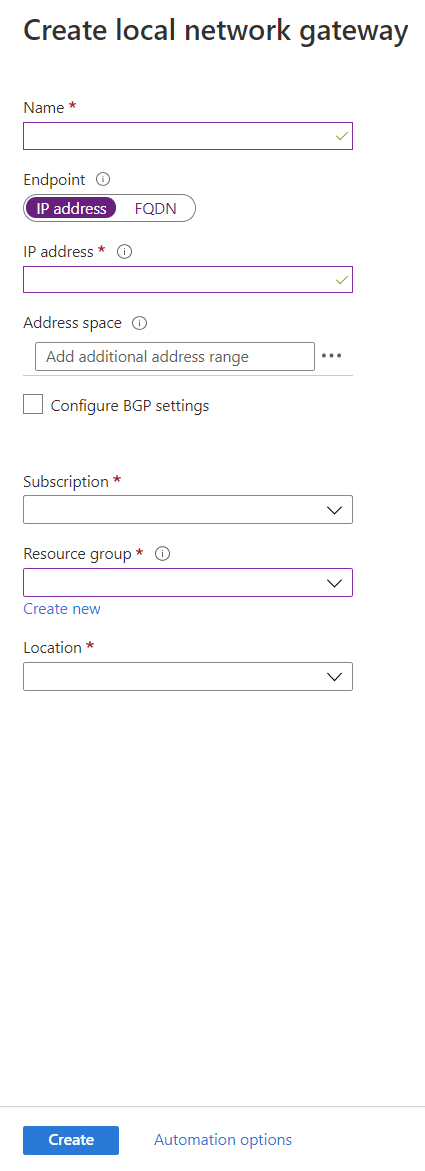 Create local network gateway
Name *
Endpoint
IP address FQDN
IP address *
Address space
Add additional address range
Configure BGP settings
Subscription *
Resource group *
Create new
Location *
Create Automation options